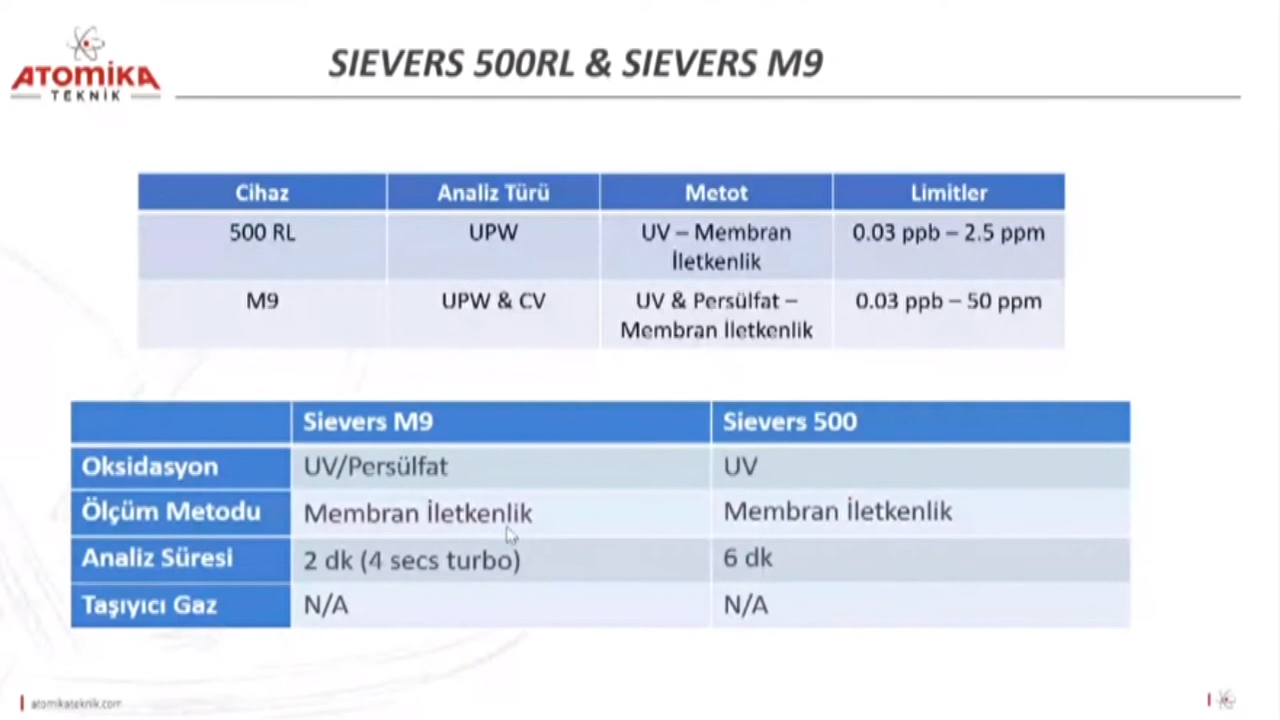 ATOMİKA
TEKNİK
SIEVERS 500RL & SIEVERS M9
Cihaz Analiz Türü Metot Limitler
500 RL UPW UV – Membran İletkenlik 0.03 ppb – 2.5 ppm
M9 UPW & CV UV & Persülfat – Membran İletkenlik 0.03 ppb – 50 ppm
Sievers M9 Sievers 500
Oksidasyon UV/Persülfat UV
Ölçüm Metodu Membran İletkenlik Membran İletkenlik
Analiz Süresi 2 dk (4 secs turbo) 6 dk
Taşıyıcı Gaz N/A N/A
atomikateknik.com